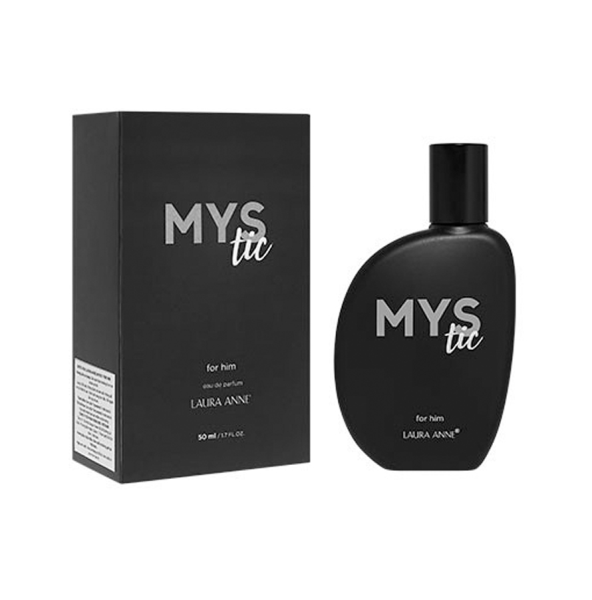 MYS
tic
for him
eau de parfum
LAURA ANNE
50 ml / 1.7 FL OZ.
MYS
tic
for him
LAURA ANNE®